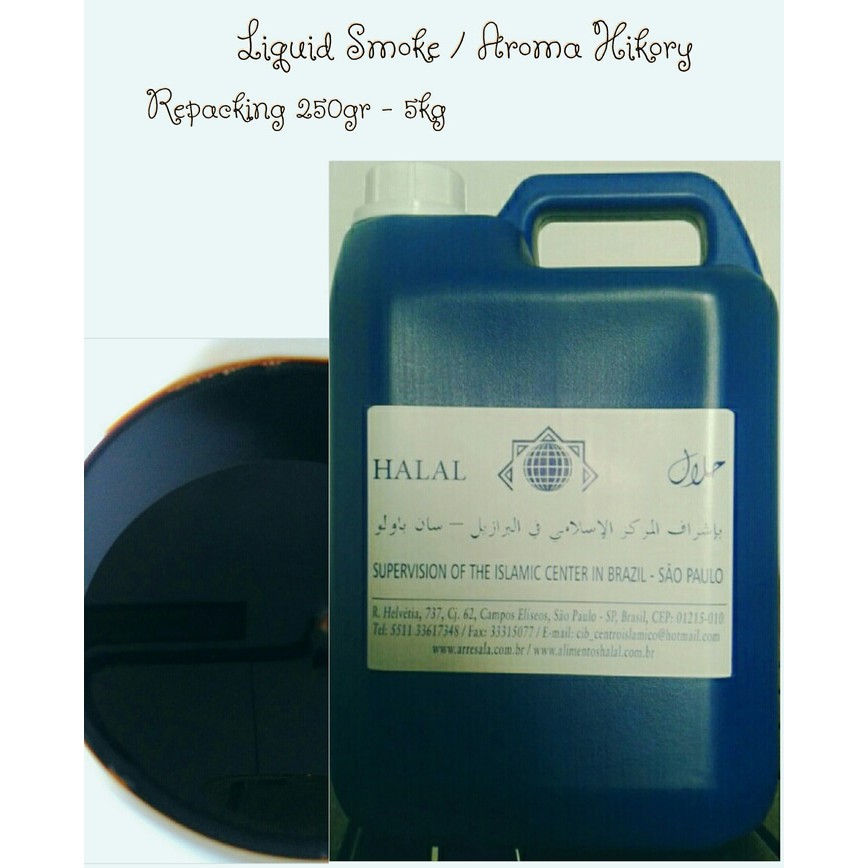 Liquid Smoke / Aroma Hikory
Repacking 250gr - 5kg
HALAL حلال
بإشراف المركز الإسلامي في البرازيل — سان باولو
SUPERVISION OF THE ISLAMIC CENTER IN BRAZIL - SÃO PAULO
R. Helvétia, 737, Cj. 62, Campos Elíseos, São Paulo - SP, Brasil, CEP: 01215-010
Tel: 5511 33617348 / Fax: 33315077 / E-mail: cib_centroislamico@hotmail.com
www.arresala.com.br / www.alimentoshalal.com.br